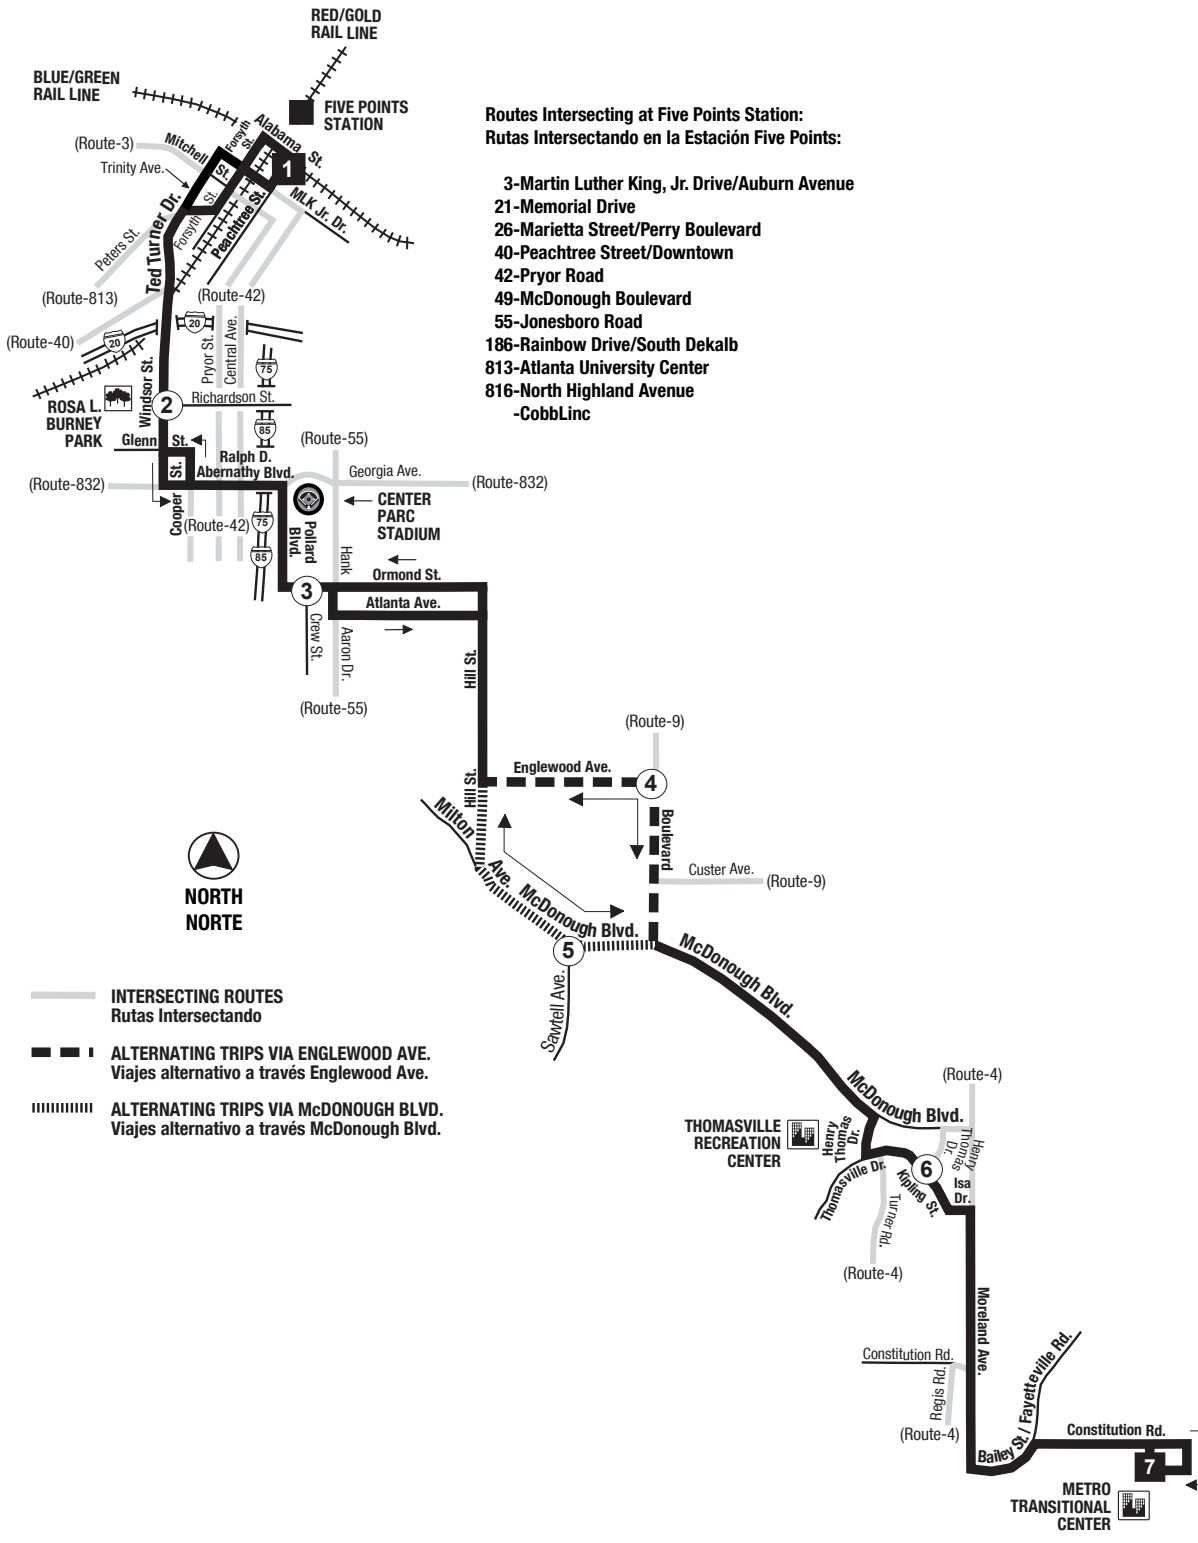 RED/GOLD
RAIL LINE
BLUE/GREEN
RAIL LINE
FIVE POINTS
STATION
Alabama St.
Forsyth St.
(Route-3)
Mitchell St.
Trinity Ave.
1
MLK Jr. Dr.
Peachtree St.
Forsyth St.
Ted Turner Dr.
Peters St.
(Route-813)
(Route-42)
(Route-40)
20
20
Pryor St.
Central Ave.
75
Windsor St.
Richardson St.
2
ROSA L.
BURNEY
PARK
85
Glenn St.
(Route-55)
Ralph D.
Abernathy Blvd.
Georgia Ave.
(Route-832)
(Route-832)
Cooper St.
(Route-42)
75
85
Pollard
Blvd.
CENTER
PARC
STADIUM
Hank Aaron Dr.
Ormond St.
3
Atlanta Ave.
Crew St.
Hill St.
(Route-55)
Routes Intersecting at Five Points Station:
Rutas Intersectando en la Estación Five Points:
3-Martin Luther King, Jr. Drive/Auburn Avenue
21-Memorial Drive
26-Marietta Street/Perry Boulevard
40-Peachtree Street/Downtown
42-Pryor Road
49-McDonough Boulevard
55-Jonesboro Road
186-Rainbow Drive/South Dekalb
813-Atlanta University Center
816-North Highland Avenue
-CobbLinc
(Route-9)
Englewood Ave.
4
Hill St.
Milton Ave.
Boulevard
Custer Ave.
(Route-9)
McDonough Blvd.
5
Sawtell Ave.
McDonough Blvd.
NORTH
NORTE
INTERSECTING ROUTES
Rutas Intersectando
ALTERNATING TRIPS VIA ENGLEWOOD AVE.
Viajes alternativo a través Englewood Ave.
ALTERNATING TRIPS VIA McDONOUGH BLVD.
Viajes alternativo a través McDonough Blvd.
McDonough Blvd.
(Route-4)
THOMASVILLE
RECREATION
CENTER
Henry
Thomas
Dr.
Henry
Thomas
Dr.
6
Thomasville Dr.
Kipling St.
Isa
Dr.
Turner Rd.
(Route-4)
Moreland Ave.
Constitution Rd.
Regis Rd.
(Route-4)
Bailey St. / Fayetteville Rd.
Constitution Rd.
7
METRO
TRANSITIONAL
CENTER